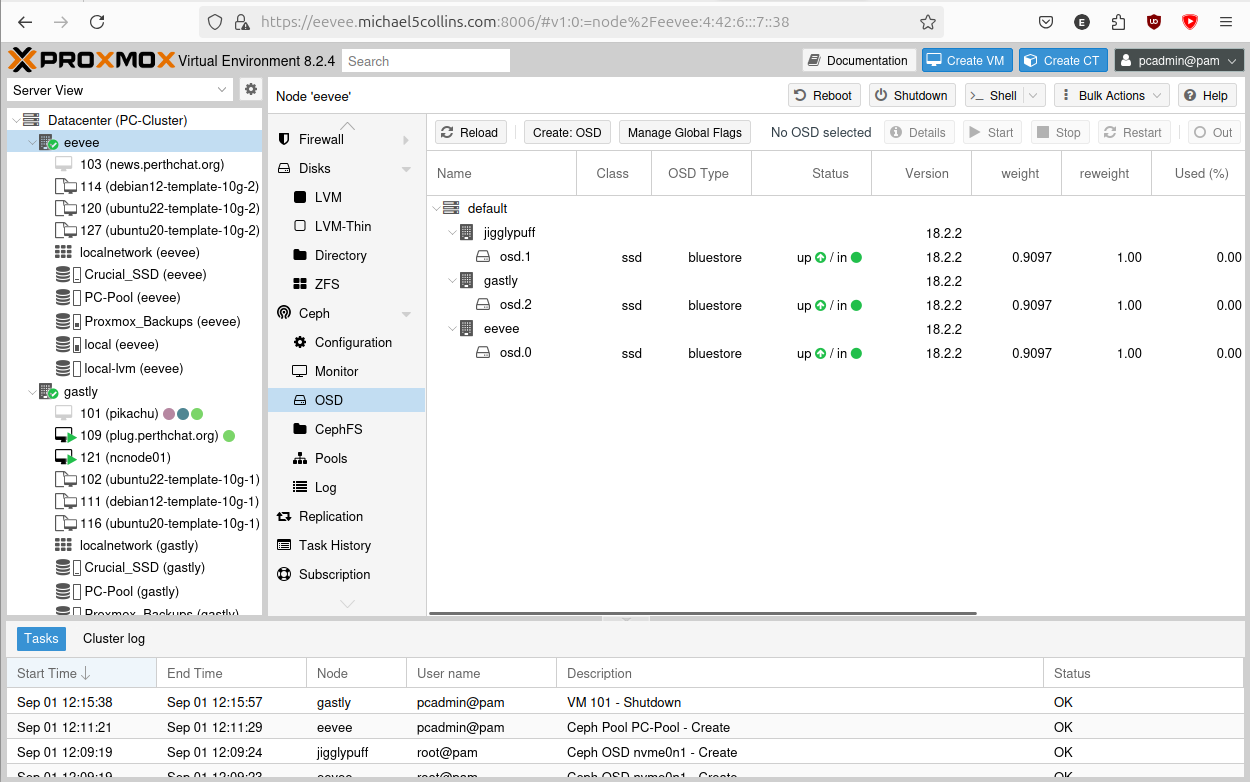 https://eevee.michael5collins.com:8006/#v1:0:=node%2Feevee:4:42:6:::7::38
E
PROXMOX Virtual Environment 8.2.4 Search Documentation Create VM Create CT pcadmin@pam
Server View
Node 'eevee' Reboot Shutdown Shell Bulk Actions Help
Datacenter (PC-Cluster)
eevee
103 (news.perthchat.org)
114 (debian12-template-10g-2)
120 (ubuntu22-template-10g-2)
127 (ubuntu20-template-10g-2)
localnetwork (eevee)
Crucial_SSD (eevee)
PC-Pool (eevee)
Proxmox_Backups (eevee)
local (eevee)
local-lvm (eevee)
gastly
101 (pikachu)
109 (plug.perthchat.org)
121 (ncnode01)
102 (ubuntu22-template-10g-1)
111 (debian12-template-10g-1)
116 (ubuntu20-template-10g-1)
localnetwork (gastly)
Crucial_SSD (gastly)
PC-Pool (gastly)
Proxmox_Backups (gastly)
Firewall
Disks
LVM
LVM-Thin
Directory
ZFS
Ceph
Configuration
Monitor
OSD
CephFS
Pools
Log
Replication
Task History
Subscription
Reload Create: OSD Manage Global Flags No OSD selected Details Start Stop Restart Out
Name Class OSD Type Status Version weight reweight Used (%)
default
jigglypuff 18.2.2
osd.1 ssd bluestore up / in 18.2.2 0.9097 1.00 0.00
gastly 18.2.2
osd.2 ssd bluestore up / in 18.2.2 0.9097 1.00 0.00
eevee 18.2.2
osd.0 ssd bluestore up / in 18.2.2 0.9097 1.00 0.00
Tasks Cluster log
Start Time End Time Node User name Description Status
Sep 01 12:15:38 Sep 01 12:15:57 gastly pcadmin@pam VM 101 - Shutdown OK
Sep 01 12:11:21 Sep 01 12:11:29 eevee pcadmin@pam Ceph Pool PC-Pool - Create OK
Sep 01 12:09:19 Sep 01 12:09:24 jigglypuff root@pam Ceph OSD nvme0n1 - Create OK
Sep 01 12:09:19 Sep 01 12:09:23 eevee root@pam Ceph OSD nvme0n1 - Create OK